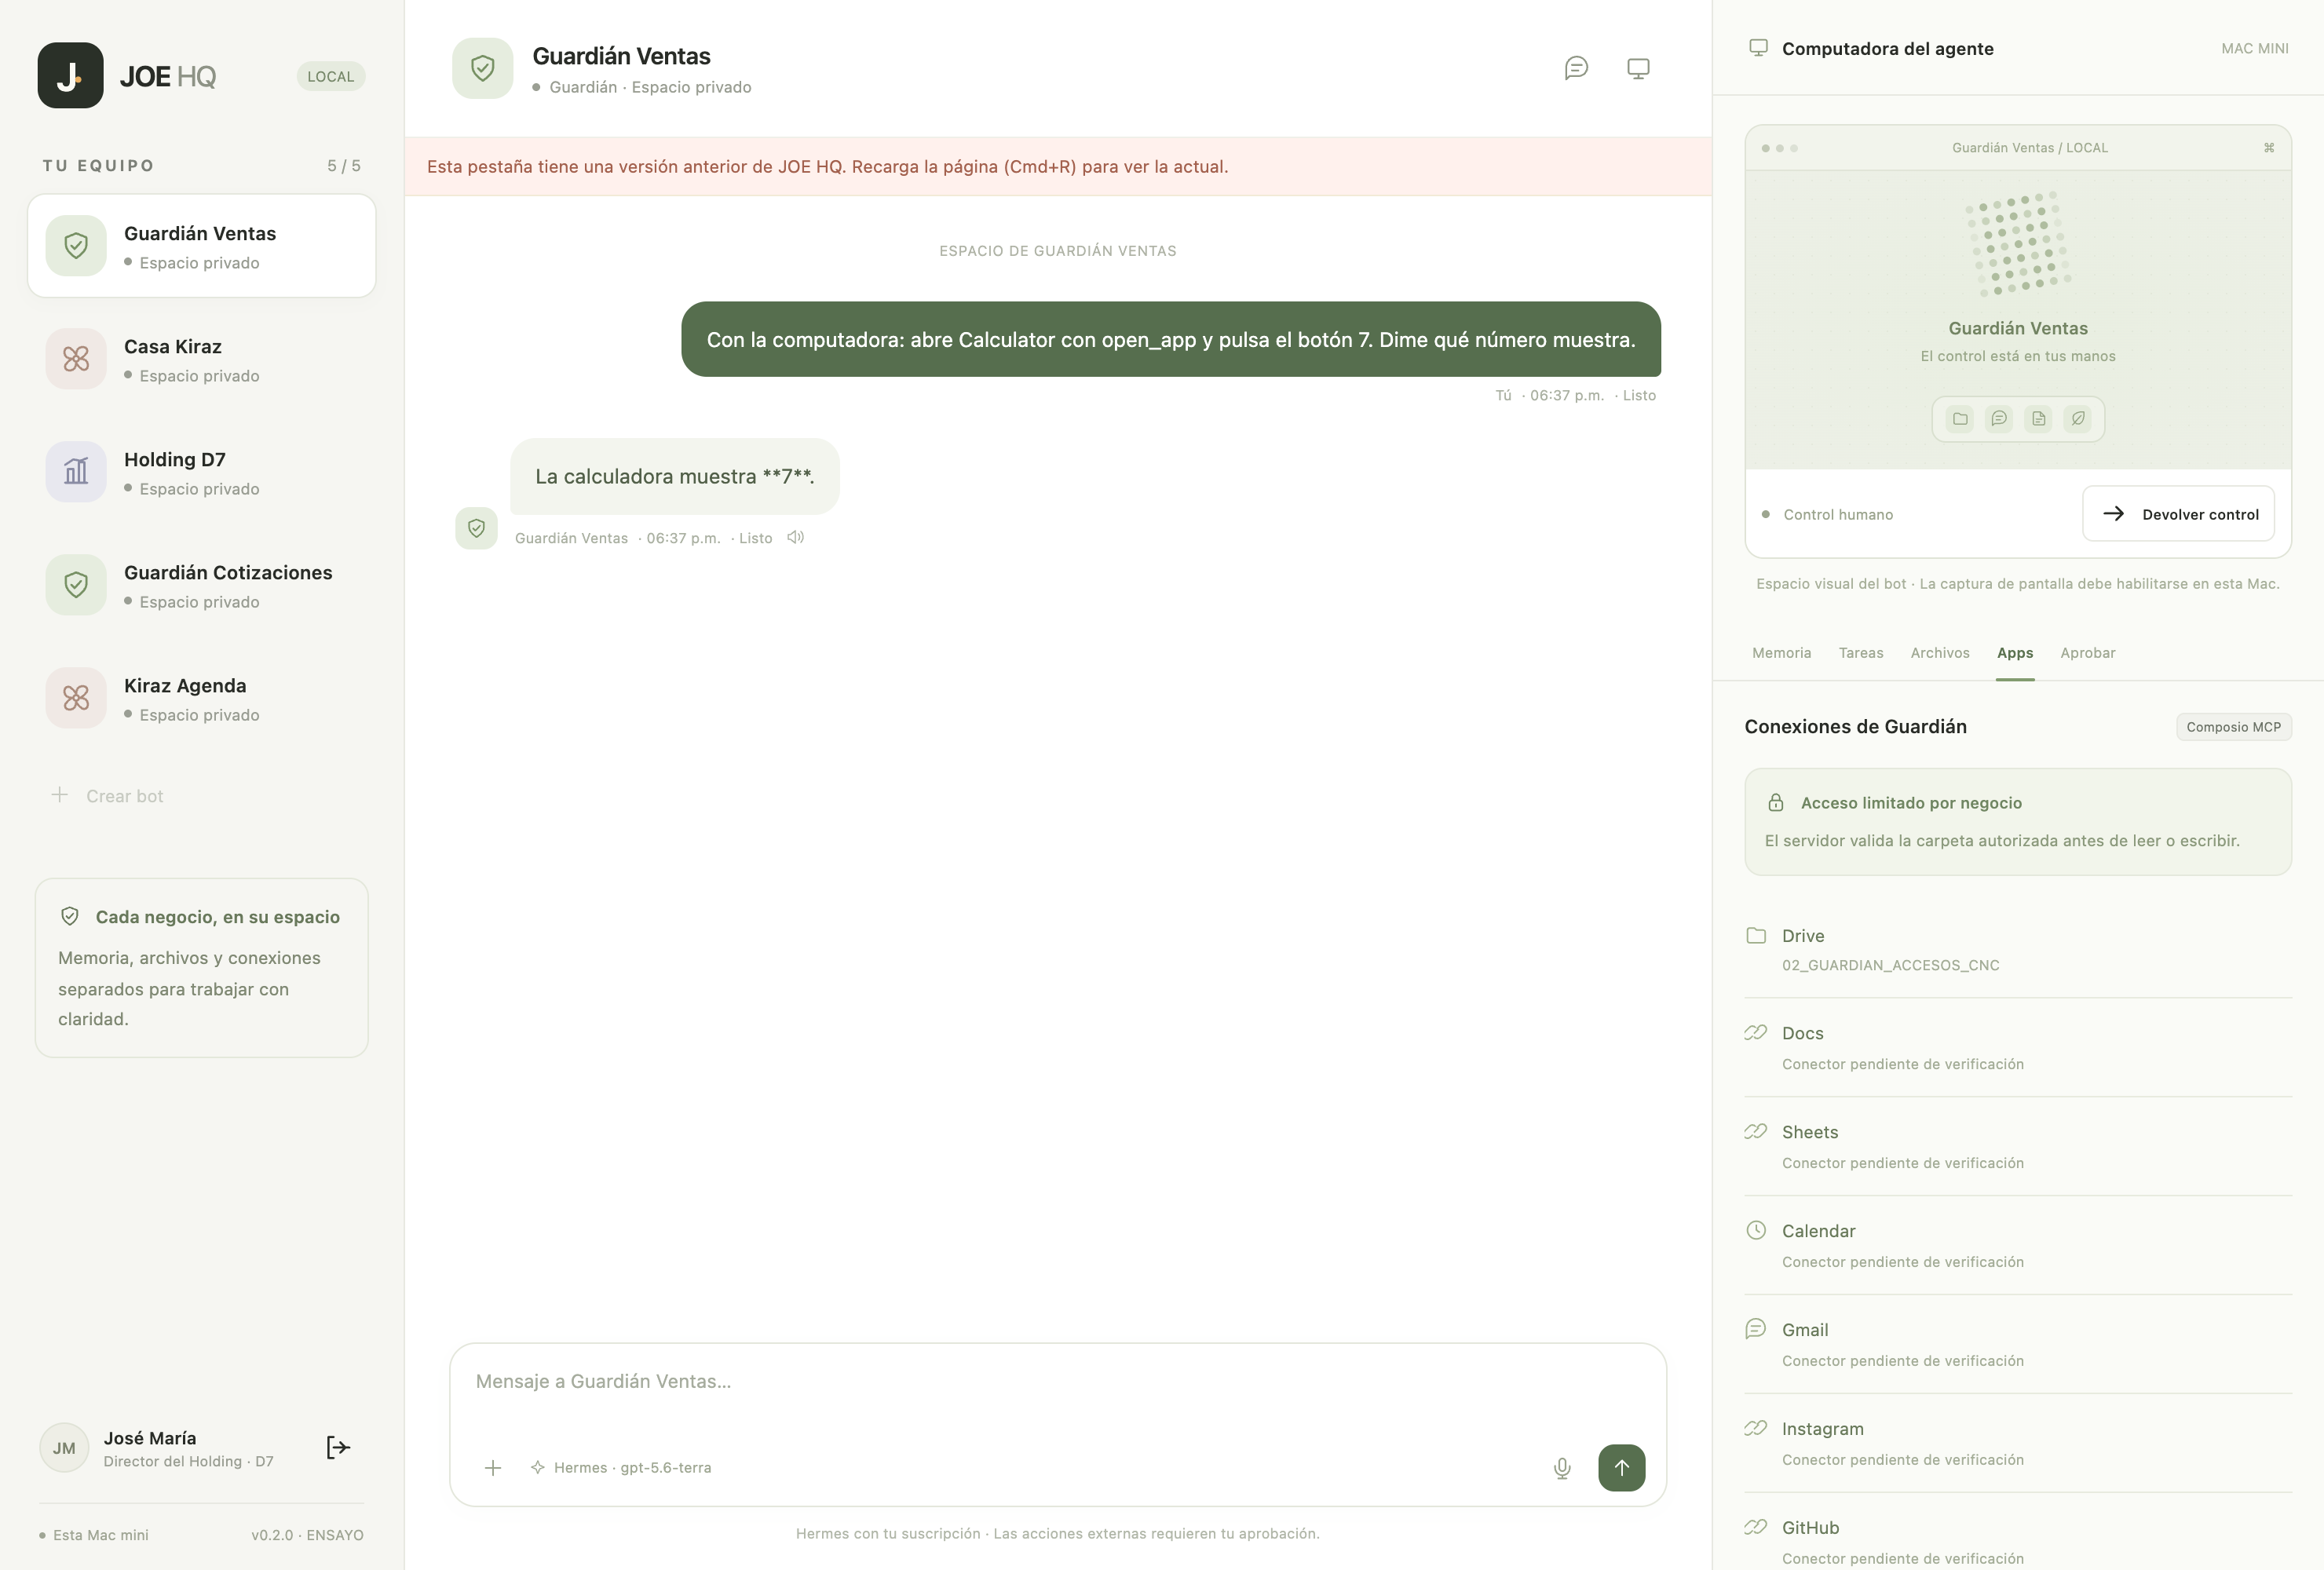 J.
JOE HQ
LOCAL
TU EQUIPO
5 / 5
Guardián Ventas
Espacio privado
Casa Kiraz
Espacio privado
Holding D7
Espacio privado
Guardián Cotizaciones
Espacio privado
Kiraz Agenda
Espacio privado
Crear bot
Cada negocio, en su espacio
Memoria, archivos y conexiones
separados para trabajar con
claridad.
JM
José María
Director del Holding · D7
Esta Mac mini
v0.2.0 · ENSAYO
Guardián Ventas
Guardián · Espacio privado
Esta pestaña tiene una versión anterior de JOE HQ. Recarga la página (Cmd+R) para ver la actual.
ESPACIO DE GUARDIÁN VENTAS
Con la computadora: abre Calculator con open_app y pulsa el botón 7. Dime qué número muestra.
Tú · 06:37 p.m. · Listo
La calculadora muestra **7**.
Guardián Ventas · 06:37 p.m. · Listo
Mensaje a Guardián Ventas...
Hermes · gpt-5.6-terra
Hermes con tu suscripción · Las acciones externas requieren tu aprobación.
Computadora del agente
MAC MINI
Guardián Ventas / LOCAL
⌘
Guardián Ventas
El control está en tus manos
Control humano
Devolver control
Espacio visual del bot · La captura de pantalla debe habilitarse en esta Mac.
Memoria
Tareas
Archivos
Apps
Aprobar
Conexiones de Guardián
Composio MCP
Acceso limitado por negocio
El servidor valida la carpeta autorizada antes de leer o escribir.
Drive
02_GUARDIAN_ACCESOS_CNC
Docs
Conector pendiente de verificación
Sheets
Conector pendiente de verificación
Calendar
Conector pendiente de verificación
Gmail
Conector pendiente de verificación
Instagram
Conector pendiente de verificación
GitHub
Conector pendiente de verificación